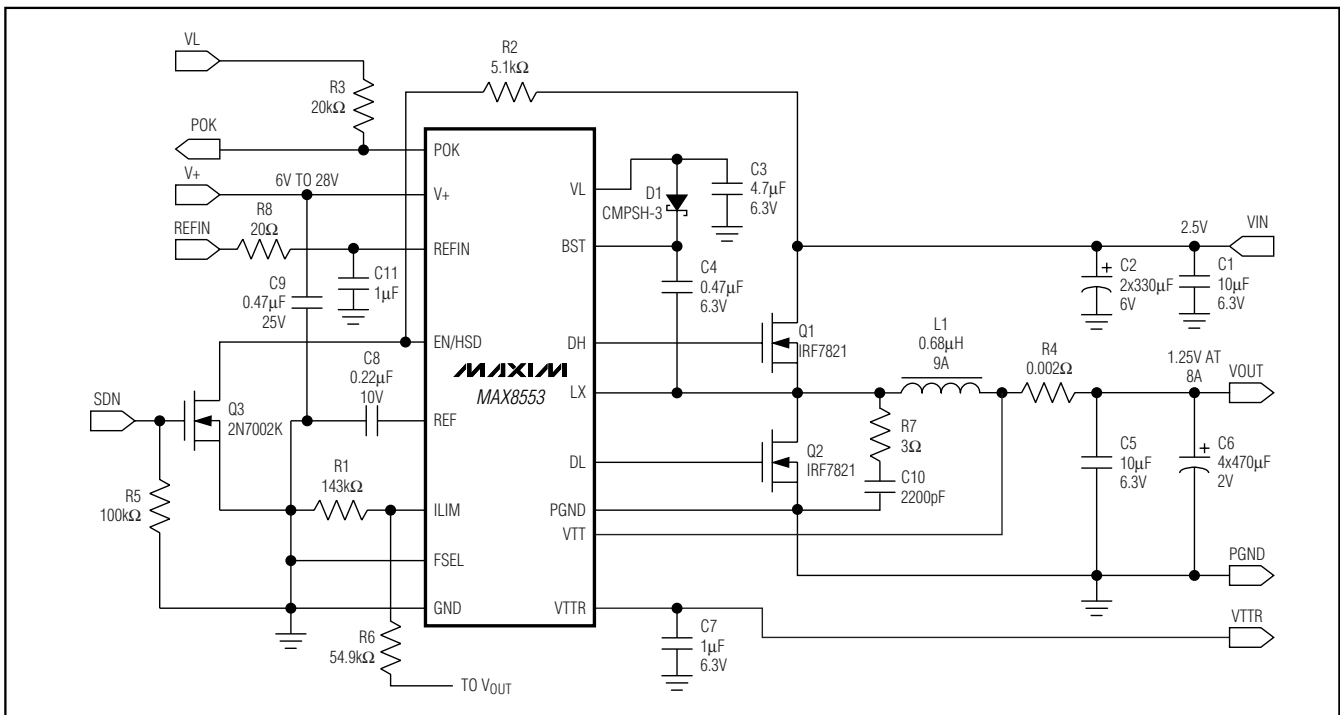 VL
R3
20kΩ
R2
5.1kΩ
POK
V+
6V TO 28V
REFIN
R8
20Ω
C11
1μF
C9
0.47μF
25V
SDN
Q3
2N7002K
R5
100kΩ
C8
0.22μF
10V
R1
143kΩ
R6
54.9kΩ
TO VOUT
POK
V+
REFIN
EN/HSD
MAXIM
MAX8553
REF
ILIM
FSEL
GND
VL
BST
DH
LX
DL
PGND
VTT
VTTR
D1
CMPSH-3
C3
4.7μF
6.3V
C4
0.47μF
6.3V
Q1
IRF7821
Q2
IRF7821
L1
0.68μH
9A
R7
3Ω
C10
2200pF
R4
0.002Ω
2.5V
VIN
C2
2x330μF
6V
C1
10μF
6.3V
1.25V AT
8A
VOUT
C5
10μF
6.3V
C6
4x470μF
2V
PGND
C7
1μF
6.3V
VTTR